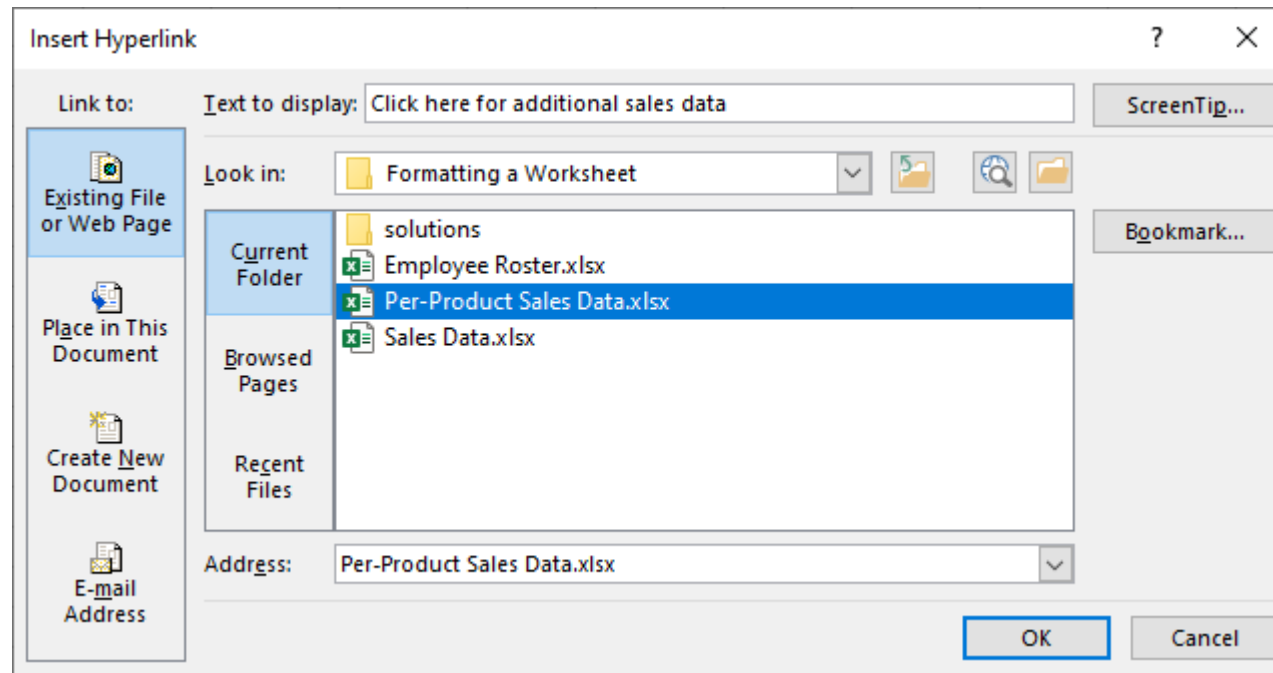 Insert Hyperlink
?
Link to:
Text to display:
Click here for additional sales data
ScreenTip...
Existing File
or Web Page
Place in This
Document
Create New
Document
E-mail
Address
Look in:
Formatting a Worksheet
Current
Folder
Browsed
Pages
Recent
Files
solutions
Employee Roster.xlsx
Per-Product Sales Data.xlsx
Sales Data.xlsx
Bookmark...
Address:
Per-Product Sales Data.xlsx
OK
Cancel